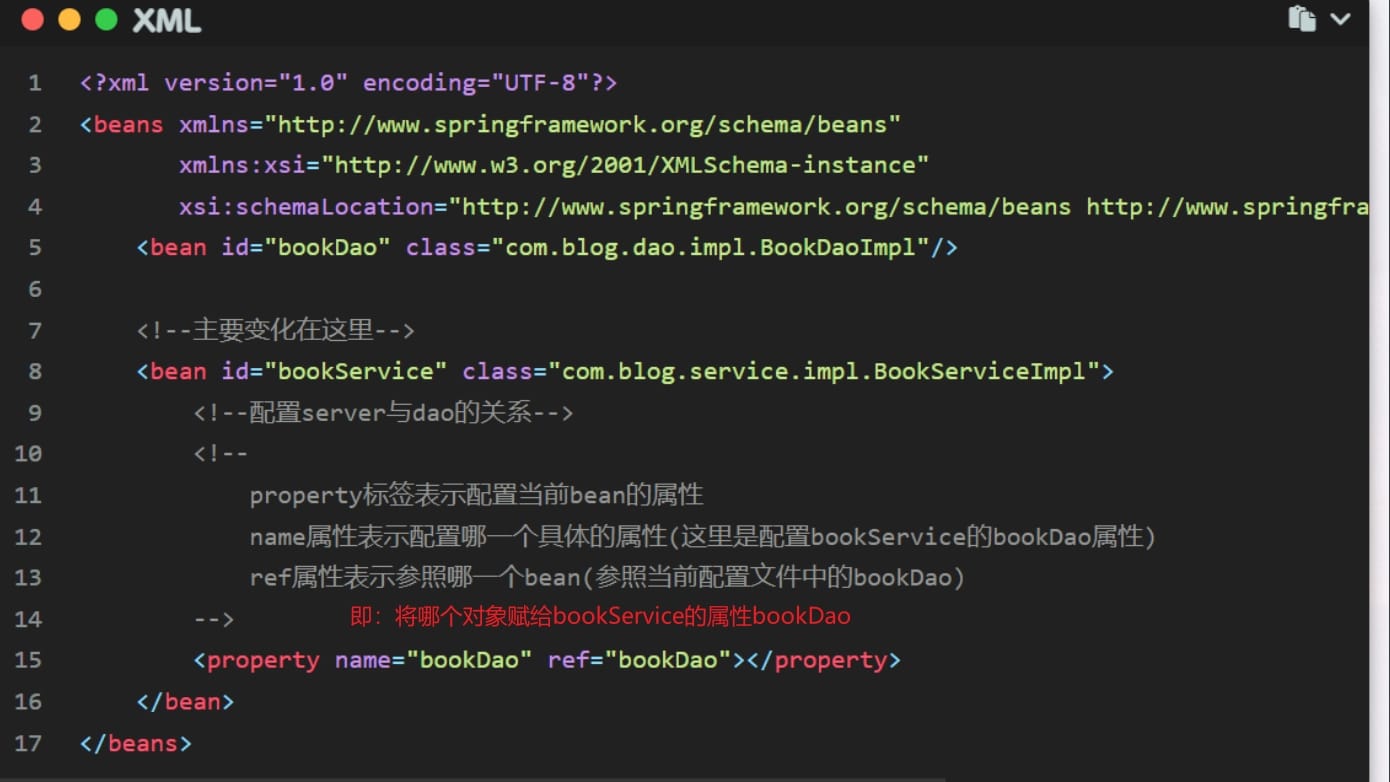 XML
1 <?xml version="1.0" encoding="UTF-8"?>
2 <beans xmlns="http://www.springframework.org/schema/beans"
3 xmlns:xsi="http://www.w3.org/2001/XMLSchema-instance"
4 xsi:schemaLocation="http://www.springframework.org/schema/beans http://www.springfra
5 <bean id="bookDao" class="com.blog.dao.impl.BookDaoImpl"/>
6
7 <!--主要变化在这里-->
8 <bean id="bookService" class="com.blog.service.impl.BookServiceImpl">
9 <!--配置server与dao的关系-->
10 <!--
11 property标签表示配置当前bean的属性
12 name属性表示配置哪一个具体的属性(这里是配置bookService的bookDao属性)
13 ref属性表示参照哪一个bean(参照当前配置文件中的bookDao)
14 --> 即：将哪个对象赋给bookService的属性bookDao
15 <property name="bookDao" ref="bookDao"></property>
16 </bean>
17 </beans>